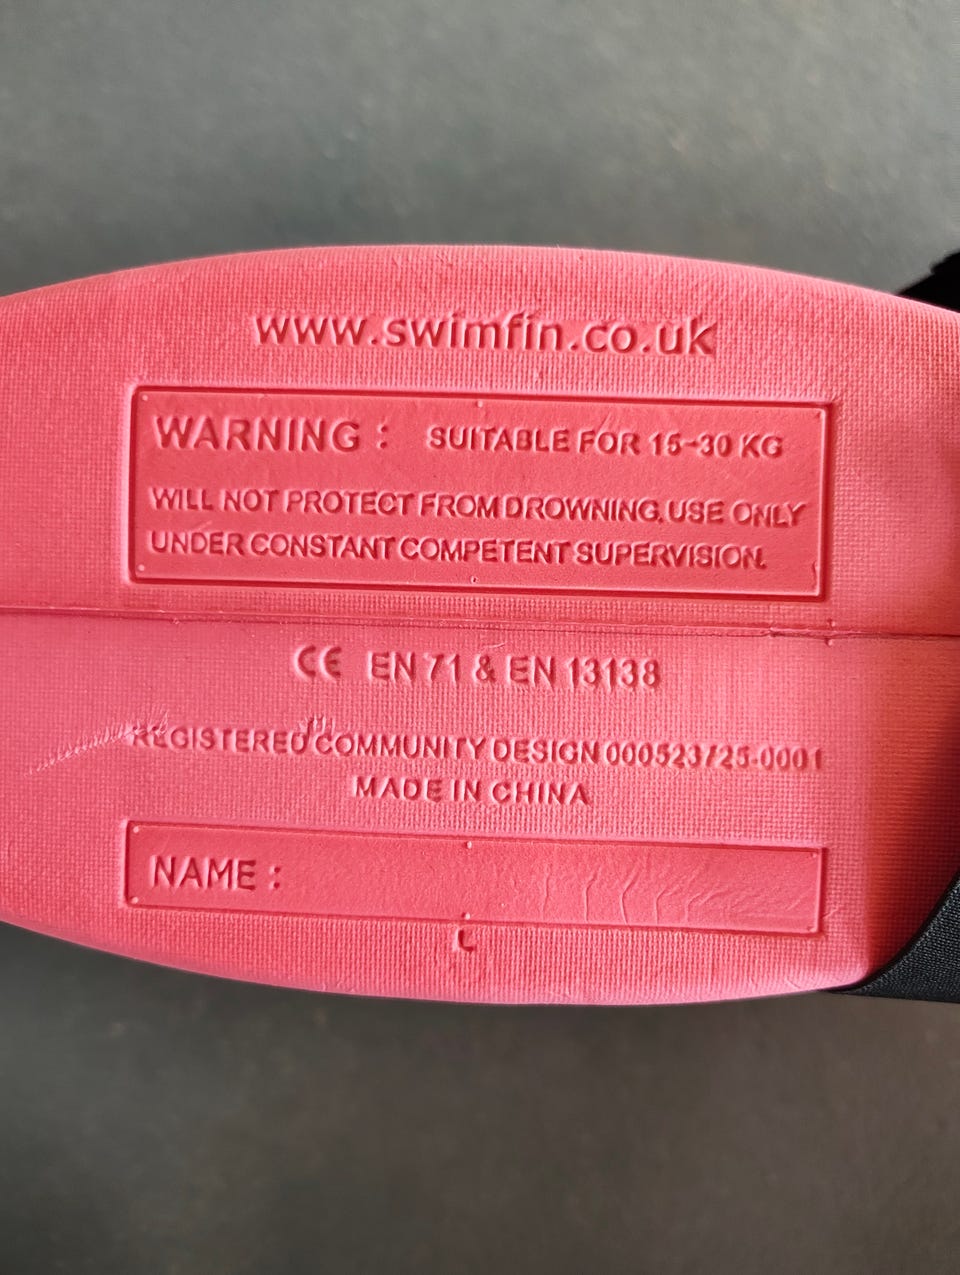 www.swimfin.co.uk
WARNING : SUITABLE FOR 15-30 KG
WILL NOT PROTECT FROM DROWNING. USE ONLY
UNDER CONSTANT COMPETENT SUPERVISION.
CE EN 71 & EN 13138
REGISTERED COMMUNITY DESIGN 000523725-0001
MADE IN CHINA
NAME :
L